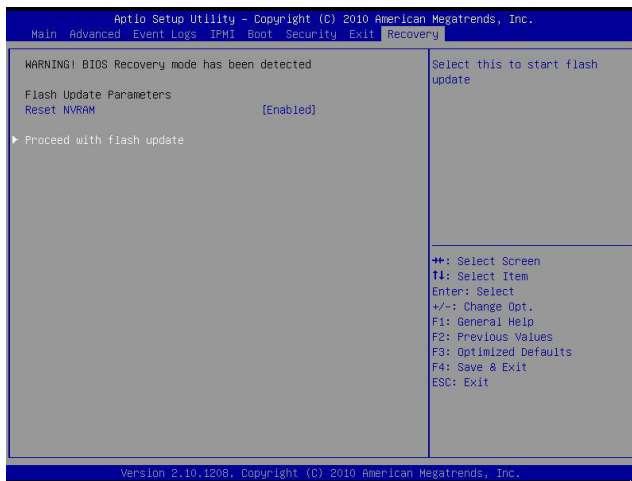 Aptio Setup Utility – Copyright (C) 2010 American Megatrends, Inc.
Main Advanced Event Logs IPMI Boot Security Exit Recovery
WARNING! BIOS Recovery mode has been detected
Flash Update Parameters
Reset NVRAM [Enabled]
▶ Proceed with flash update
Select this to start flash
update
→←: Select Screen
↑↓: Select Item
Enter: Select
+/-: Change Opt.
F1: General Help
F2: Previous Values
F3: Optimized Defaults
F4: Save & Exit
ESC: Exit
Version 2.10.1208. Copyright (C) 2010 American Megatrends, Inc.